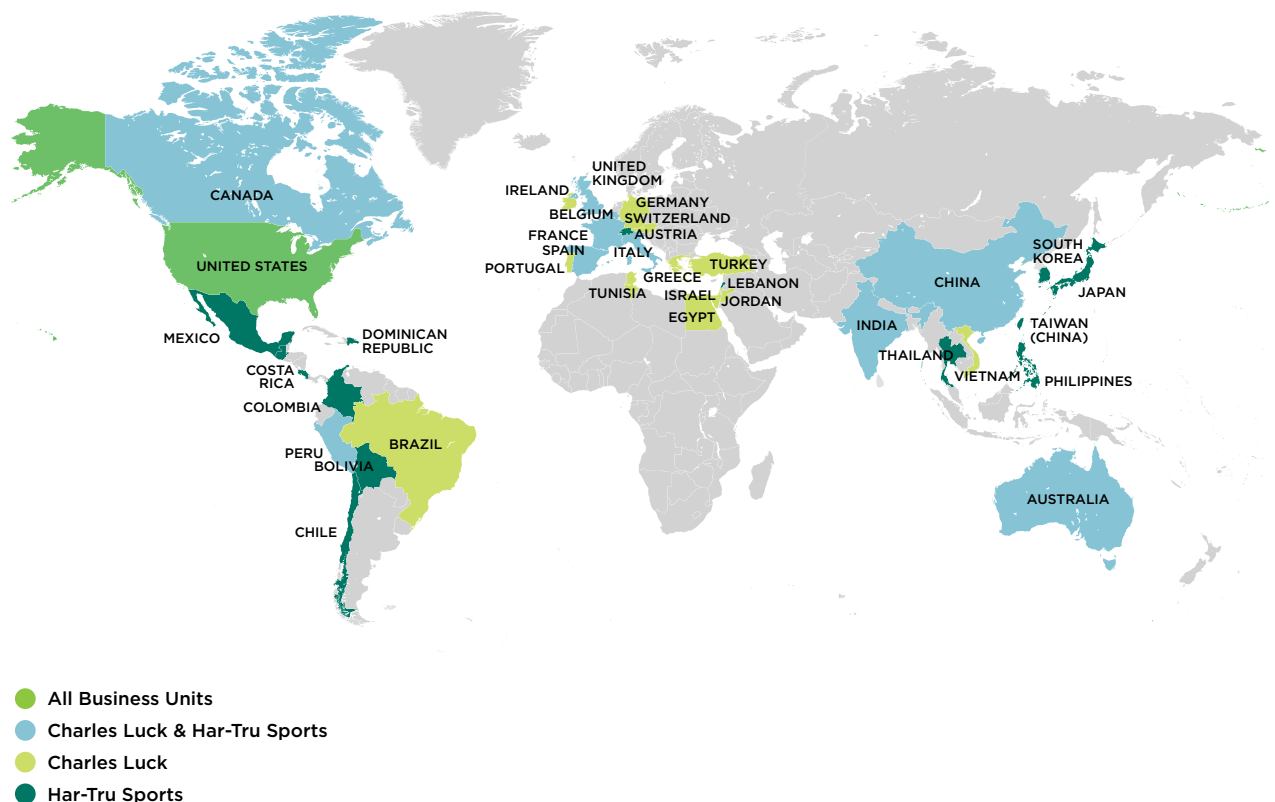 UNITED
KINGDOM
IRELAND
GERMANY
BELGIUM
SWITZERLAND
CANADA
FRANCE
AUSTRIA
SPAIN
ITALY
PORTUGAL
GREECE
TURKEY
UNITED STATES
TUNISIA
ISRAEL
LEBANON
JORDAN
EGYPT
CHINA
SOUTH
KOREA
JAPAN
MEXICO
DOMINICAN
REPUBLIC
INDIA
TAIWAN
(CHINA)
COSTA
RICA
THAILAND
VIETNAM
PHILIPPINES
COLOMBIA
BRAZIL
PERU
BOLIVIA
AUSTRALIA
CHILE
All Business Units
Charles Luck & Har-Tru Sports
Charles Luck
Har-Tru Sports